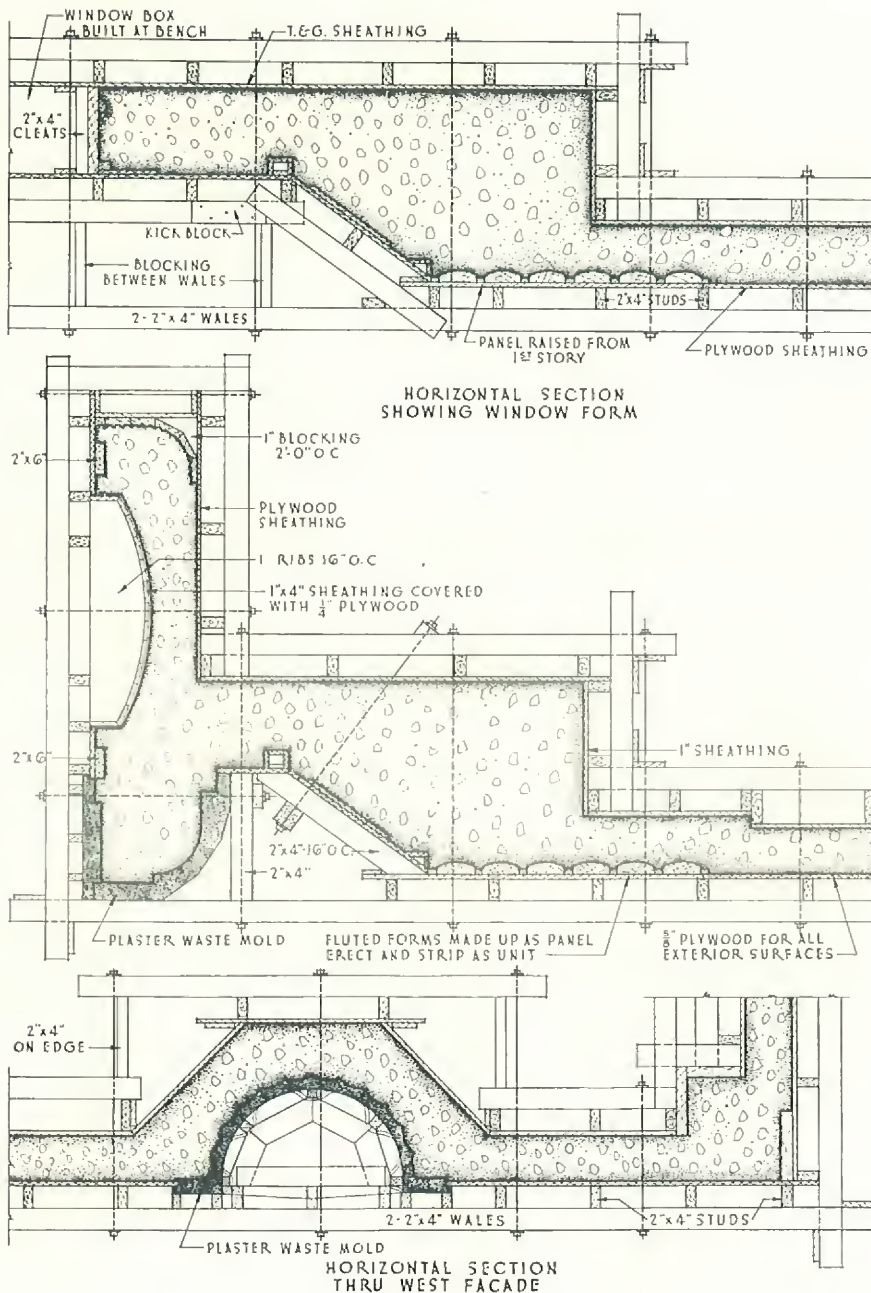 WINDOW BOX
BUILT AT BENCH
T.&G. SHEATHING
2"x4"
CLEATS
KICK BLOCK
BLOCKING
BETWEEN WALES
2-2"x4" WALES
2"x4" STUDS
PANEL RAISED FROM
1ST STORY
PLYWOOD SHEATHING
HORIZONTAL SECTION
SHOWING WINDOW FORM
2"x6"
1" BLOCKING
2'-0" O.C
PLYWOOD
SHEATHING
1" RIBS 16" O.C
1"x4" SHEATHING COVERED
WITH 1/4" PLYWOOD
2"x6"
1" SHEATHING
2"x4"-16" O.C.
2"x4"
PLASTER WASTE MOLD
FLUTED FORMS MADE UP AS PANEL
ERECT AND STRIP AS UNIT
5/8" PLYWOOD FOR ALL
EXTERIOR SURFACES
2"x4"
ON EDGE
2-2"x4" WALES
2"x4" STUDS
PLASTER WASTE MOLD
HORIZONTAL SECTION
THRU WEST FACADE